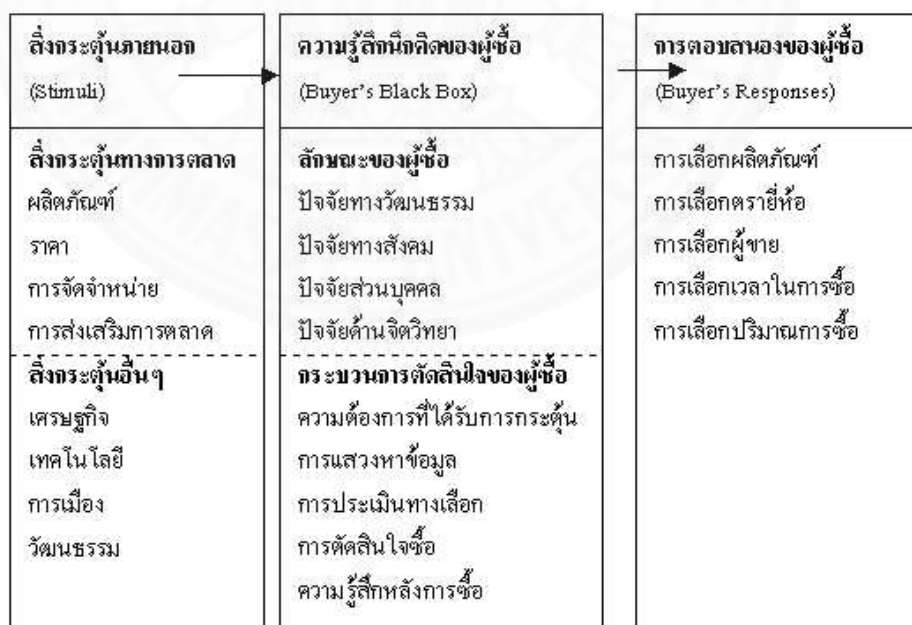 สิ่งกระตุ้นภายนอก
(Stimuli)
สิ่งกระตุ้นทางการตลาด
ผลิตภัณฑ์
ราคา
การจัดจำหน่าย
การส่งเสริมการตลาด
สิ่งกระตุ้นอื่นๆ
เศรษฐกิจ
เทคโนโลยี
การเมือง
วัฒนธรรม
ความรู้สึกนึกคิดของผู้ซื้อ
(Buyer's Black Box)
ลักษณะของผู้ซื้อ
ปัจจัยทางวัฒนธรรม
ปัจจัยทางสังคม
ปัจจัยส่วนบุคคล
ปัจจัยด้านจิตวิทยา
กระบวนการตัดสินใจของผู้ซื้อ
ความต้องการที่ได้รับการกระตุ้น
การแสวงหาข้อมูล
การประเมินทางเลือก
การตัดสินใจซื้อ
ความรู้สึกหลังการซื้อ
การตอบสนองของผู้ซื้อ
(Buyer's Responses)
การเลือกผลิตภัณฑ์
การเลือกตรายี่ห้อ
การเลือกผู้ขาย
การเลือกเวลาในการซื้อ
การเลือกปริมาณการซื้อ